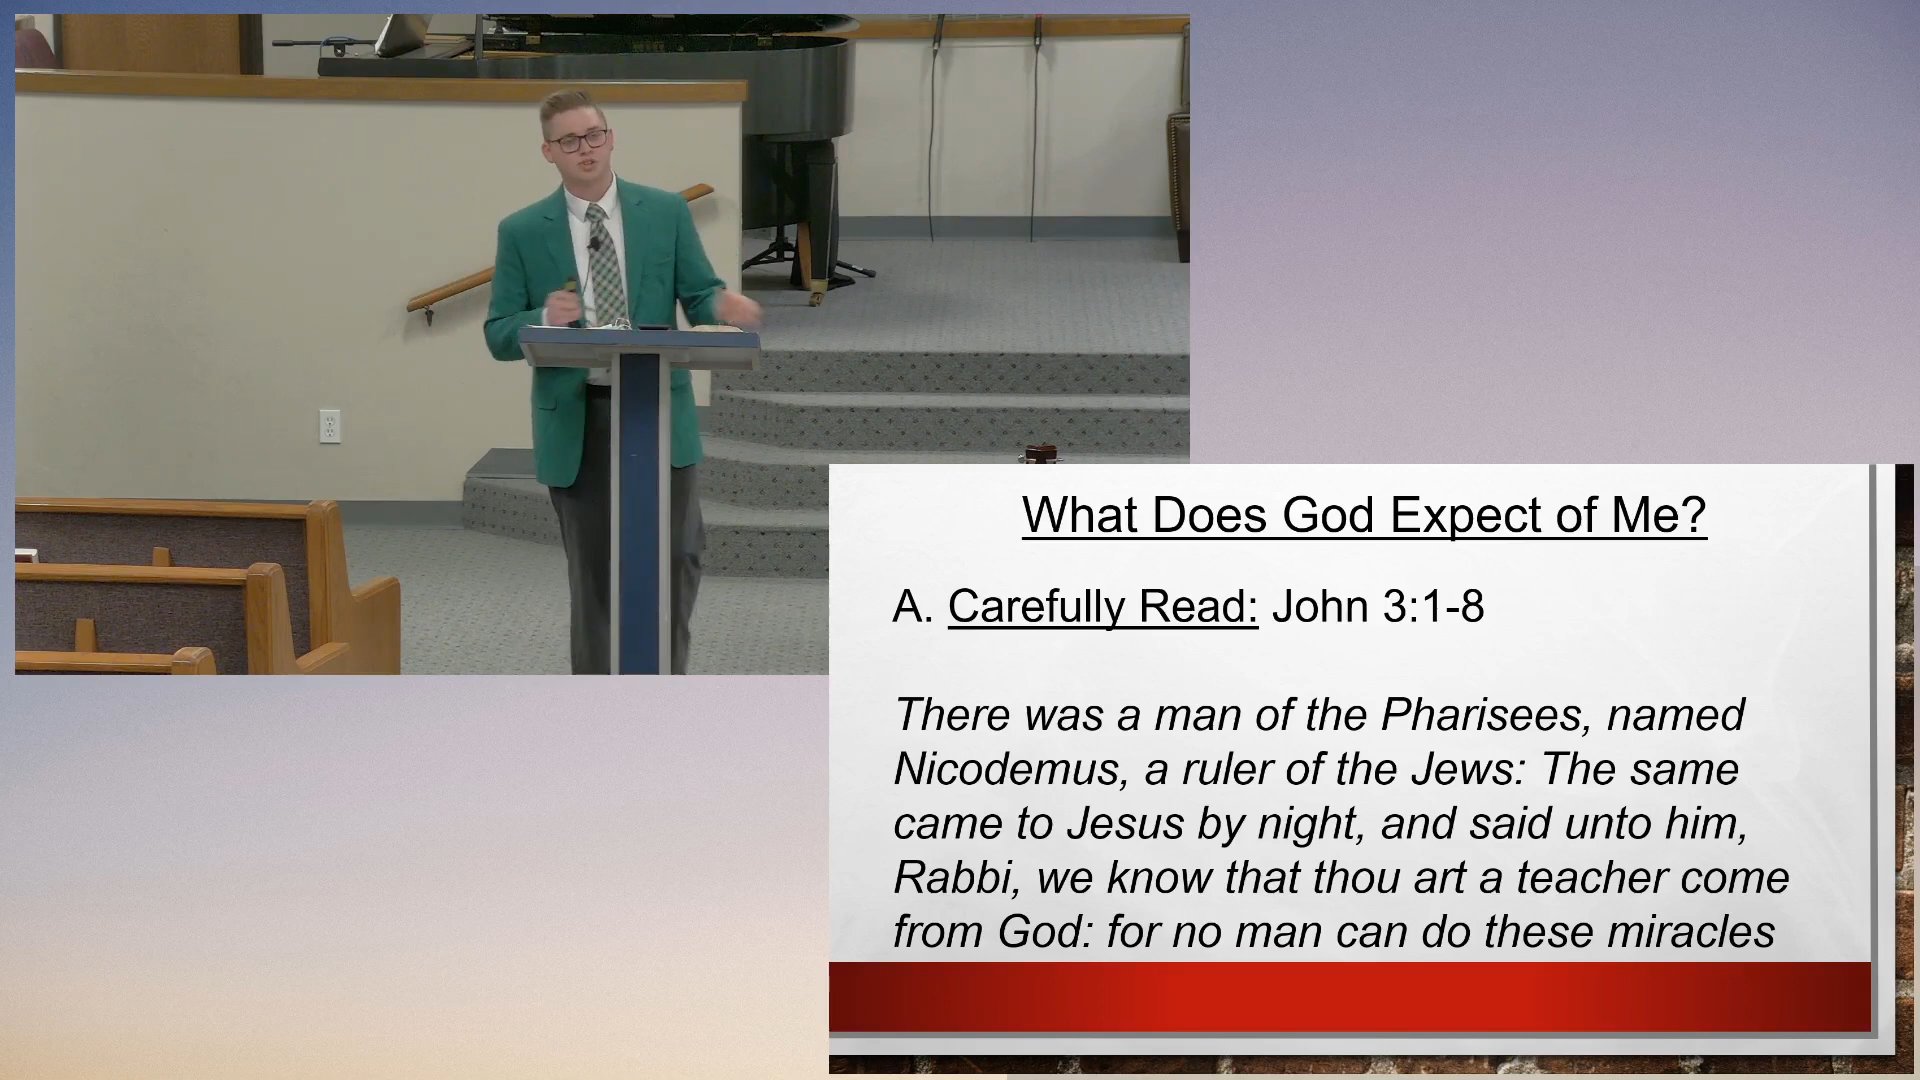 What Does God Expect of Me?
A. Carefully Read: John 3:1-8
There was a man of the Pharisees, named
Nicodemus, a ruler of the Jews: The same
came to Jesus by night, and said unto him,
Rabbi, we know that thou art a teacher come
from God: for no man can do these miracles